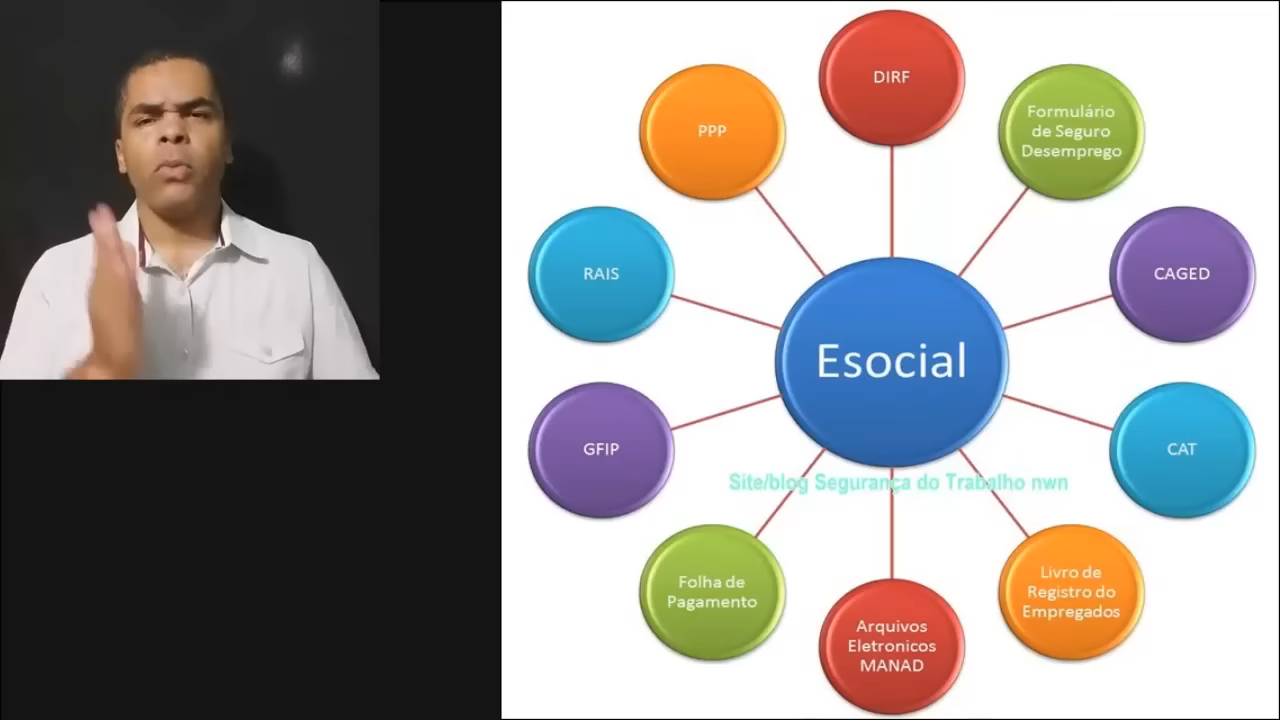 DIRF
Formulário
de Seguro
Desemprego
PPP
CAGED
RAIS
Esocial
GFIP
CAT
Site/blog Segurança do Trabalho nwn
Folha de
Pagamento
Livro de
Registro do
Empregados
Arquivos
Eletronicos
MANAD